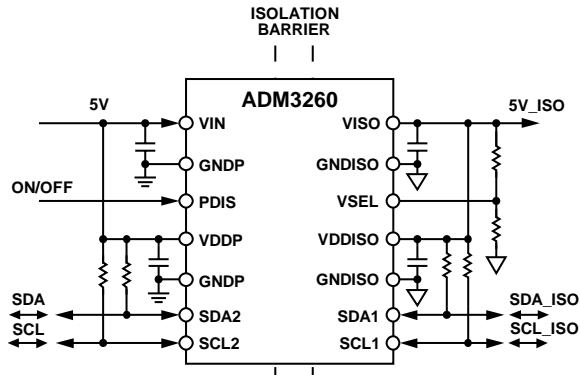 ISOLATION
BARRIER
ADM3260
5V
VIN
VISO
5V_ISO
GNDP
GNDISO
ON/OFF
PDIS
VSEL
VDDP
VDDISO
GNDP
GNDISO
SDA
SDA2
SDA1
SDA_ISO
SCL
SCL2
SCL1
SCL_ISO